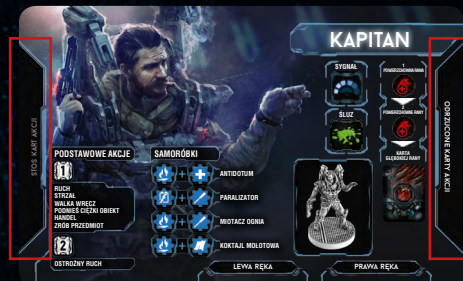 KAPITAN
STOS KART AKCJI
SYGNAŁ
ŚLUZ
1
POWIERZCHOWNA RANA
2
POWIERZCHOWNE RANY
KARTA
GŁĘBOKIEJ RANY
ODRZUCONE KARTY AKCJI
PODSTAWOWE AKCJE
1
RUCH
STRZAŁ
WALKA WRĘCZ
PODNIEŚ CIĘŻKI OBIEKT
HANDEL
ZRÓB PRZEDMIOT
2
OSTROŻNY RUCH
SAMORÓBKI
+ ANTIDOTUM
+ PARALIZATOR
+ MIOTACZ OGNIA
+ KOKTAJL MOŁOTOWA
LEWA RĘKA
PRAWA RĘKA